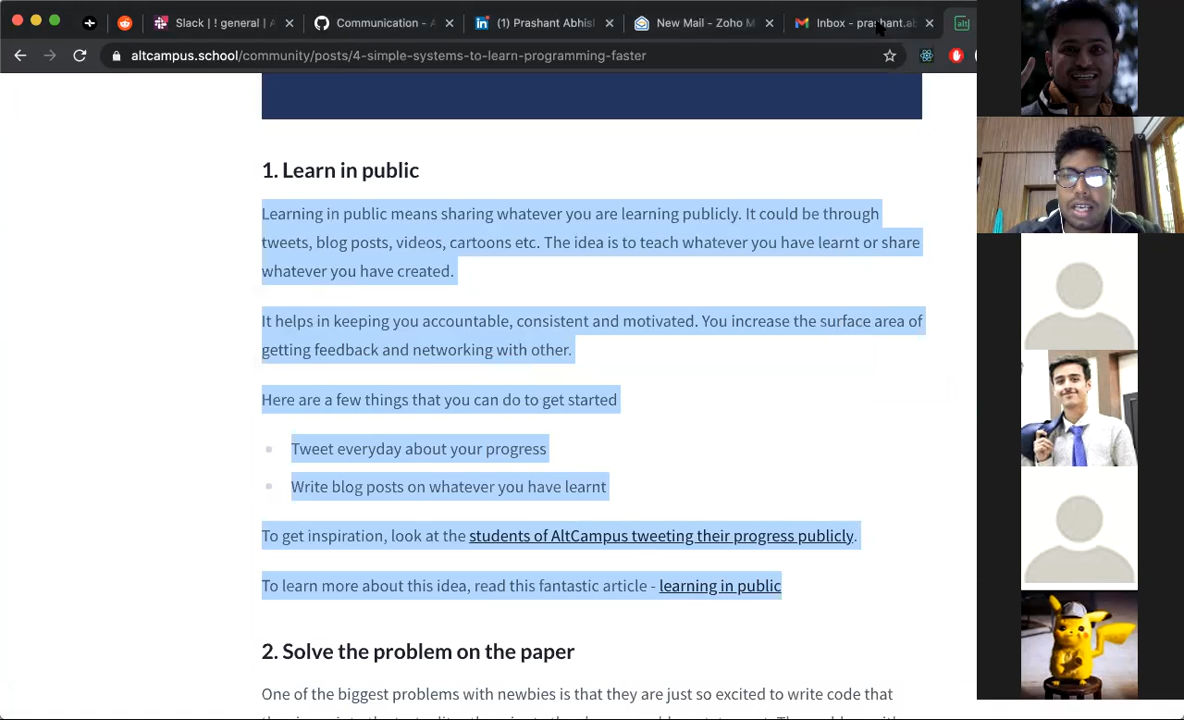 Slack | ! general | A
Communication - A
(1) Prashant Abhis
New Mail - Zoho M
Inbox - prashant.ab
alt
altcampus.school/community/posts/4-simple-systems-to-learn-programming-faster
1. Learn in public
Learning in public means sharing whatever you are learning publicly. It could be through
tweets, blog posts, videos, cartoons etc. The idea is to teach whatever you have learnt or share
whatever you have created.
It helps in keeping you accountable, consistent and motivated. You increase the surface area of
getting feedback and networking with other.
Here are a few things that you can do to get started
Tweet everyday about your progress
Write blog posts on whatever you have learnt
To get inspiration, look at the students of AltCampus tweeting their progress publicly.
To learn more about this idea, read this fantastic article - learning in public
2. Solve the problem on the paper
One of the biggest problems with newbies is that they are just so excited to write code that